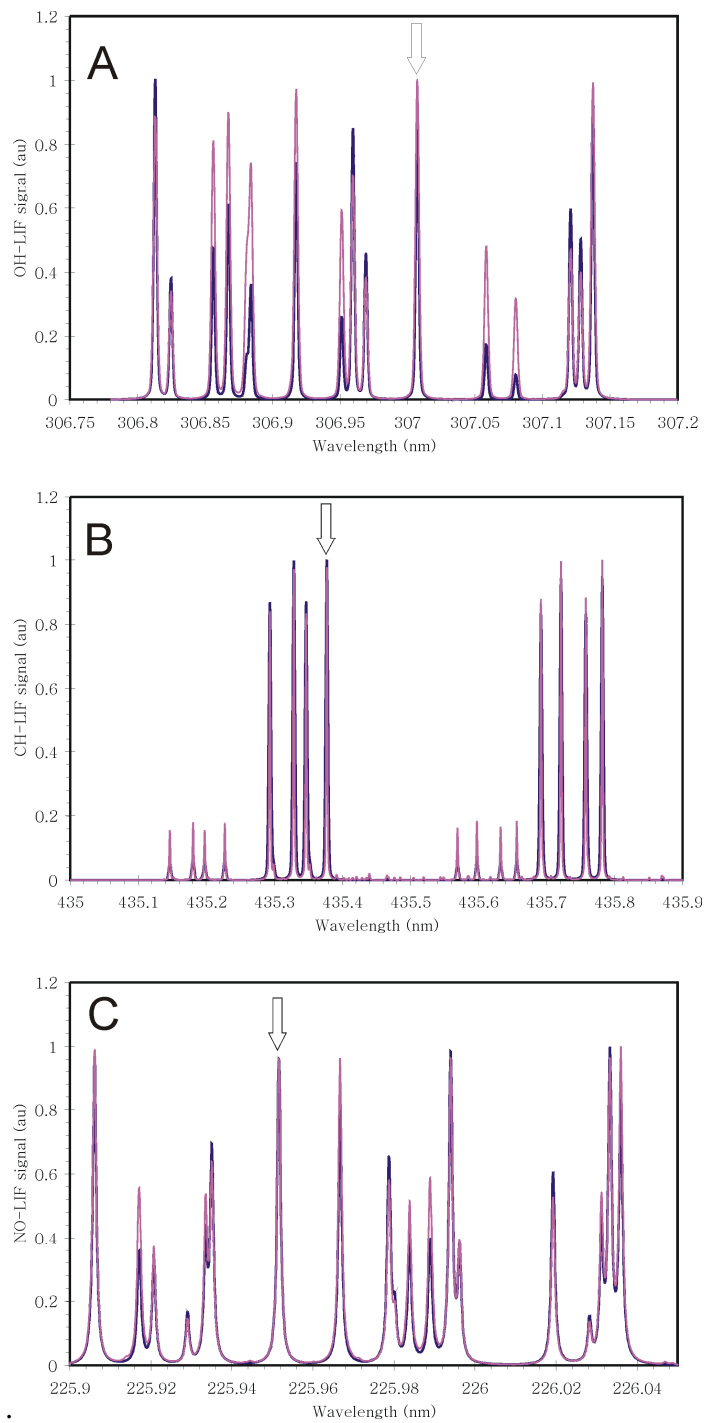 A
1.2
1
0.8
0.6
0.4
0.2
0
OH-LIF signal (au)
306.75 306.8 306.85 306.9 306.95 307 307.05 307.1 307.15 307.2
Wavelength (nm)
B
1.2
1
0.8
0.6
0.4
0.2
0
CH-LIF signal (au)
435 435.1 435.2 435.3 435.4 435.5 435.6 435.7 435.8 435.9
Wavelength (nm)
C
1.2
1
0.8
0.6
0.4
0.2
0
NO-LIF signal (au)
225.9 225.92 225.94 225.96 225.98 226 226.02 226.04
Wavelength (nm)
.